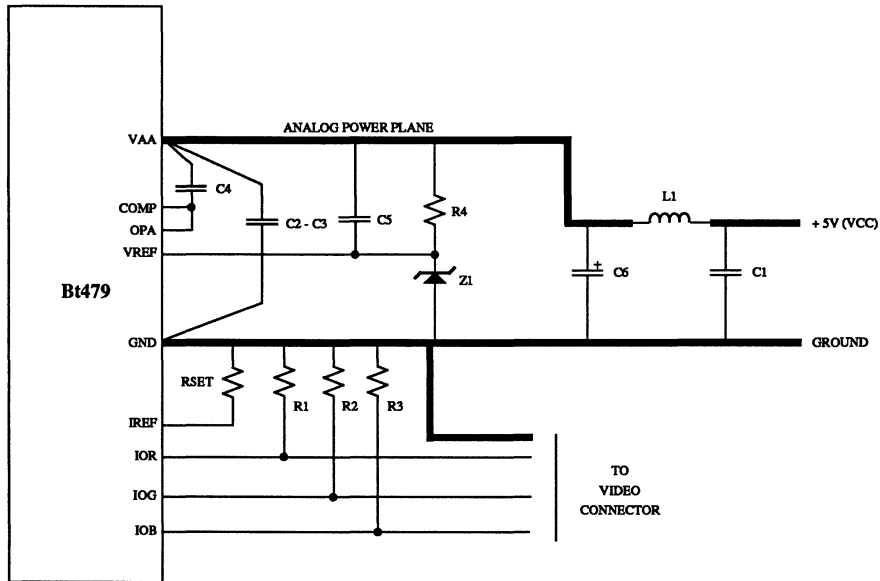 ANALOG POWER PLANE
VAA
L1
C4
COMP
R4
C2 - C3
C5
+ 5V (VCC)
OPA
VREF
+
C6
C1
Z1
Bt479
GND
GROUND
RSET
R1
R2
R3
IREF
IOR
TO
VIDEO
CONNECTOR
IOG
IOB